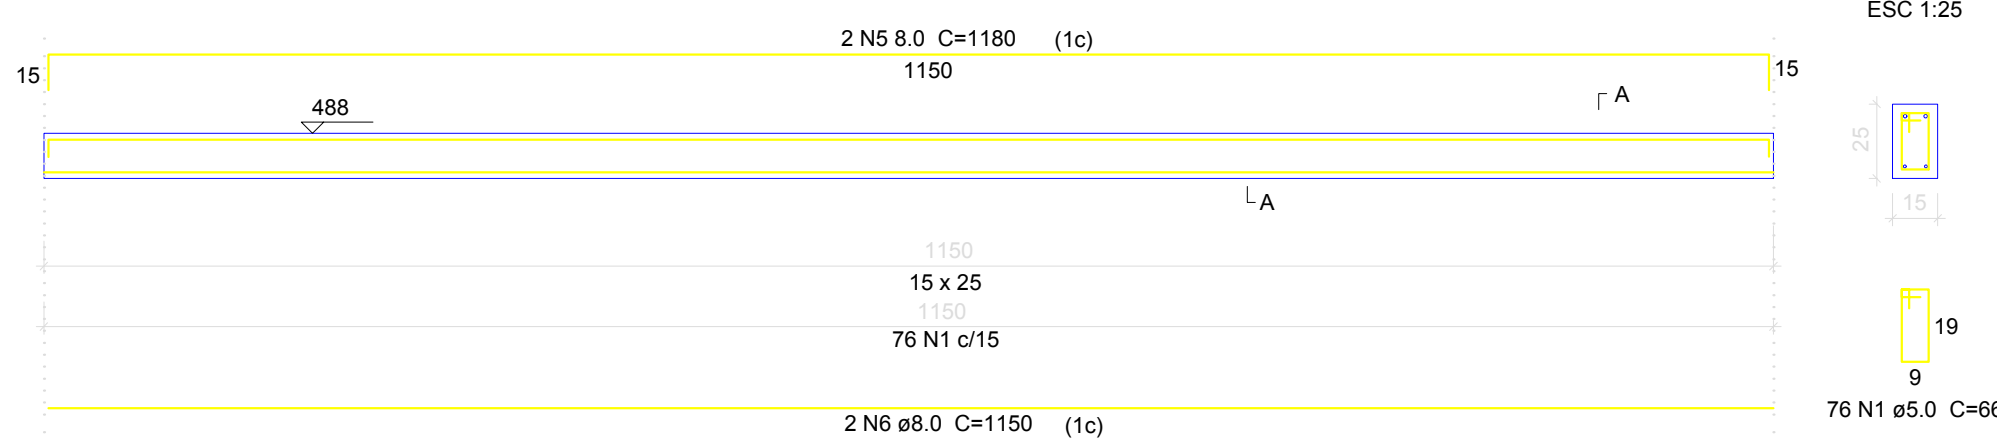 ESC 1:25
2 N5 8.0 C=1180 (1c)
15 1150 15
A
488
25
A
15
1150
15 x 25
1150
76 N1 c/15
19
9
76 N1 ø5.0 C=66
2 N6 ø8.0 C=1150 (1c)